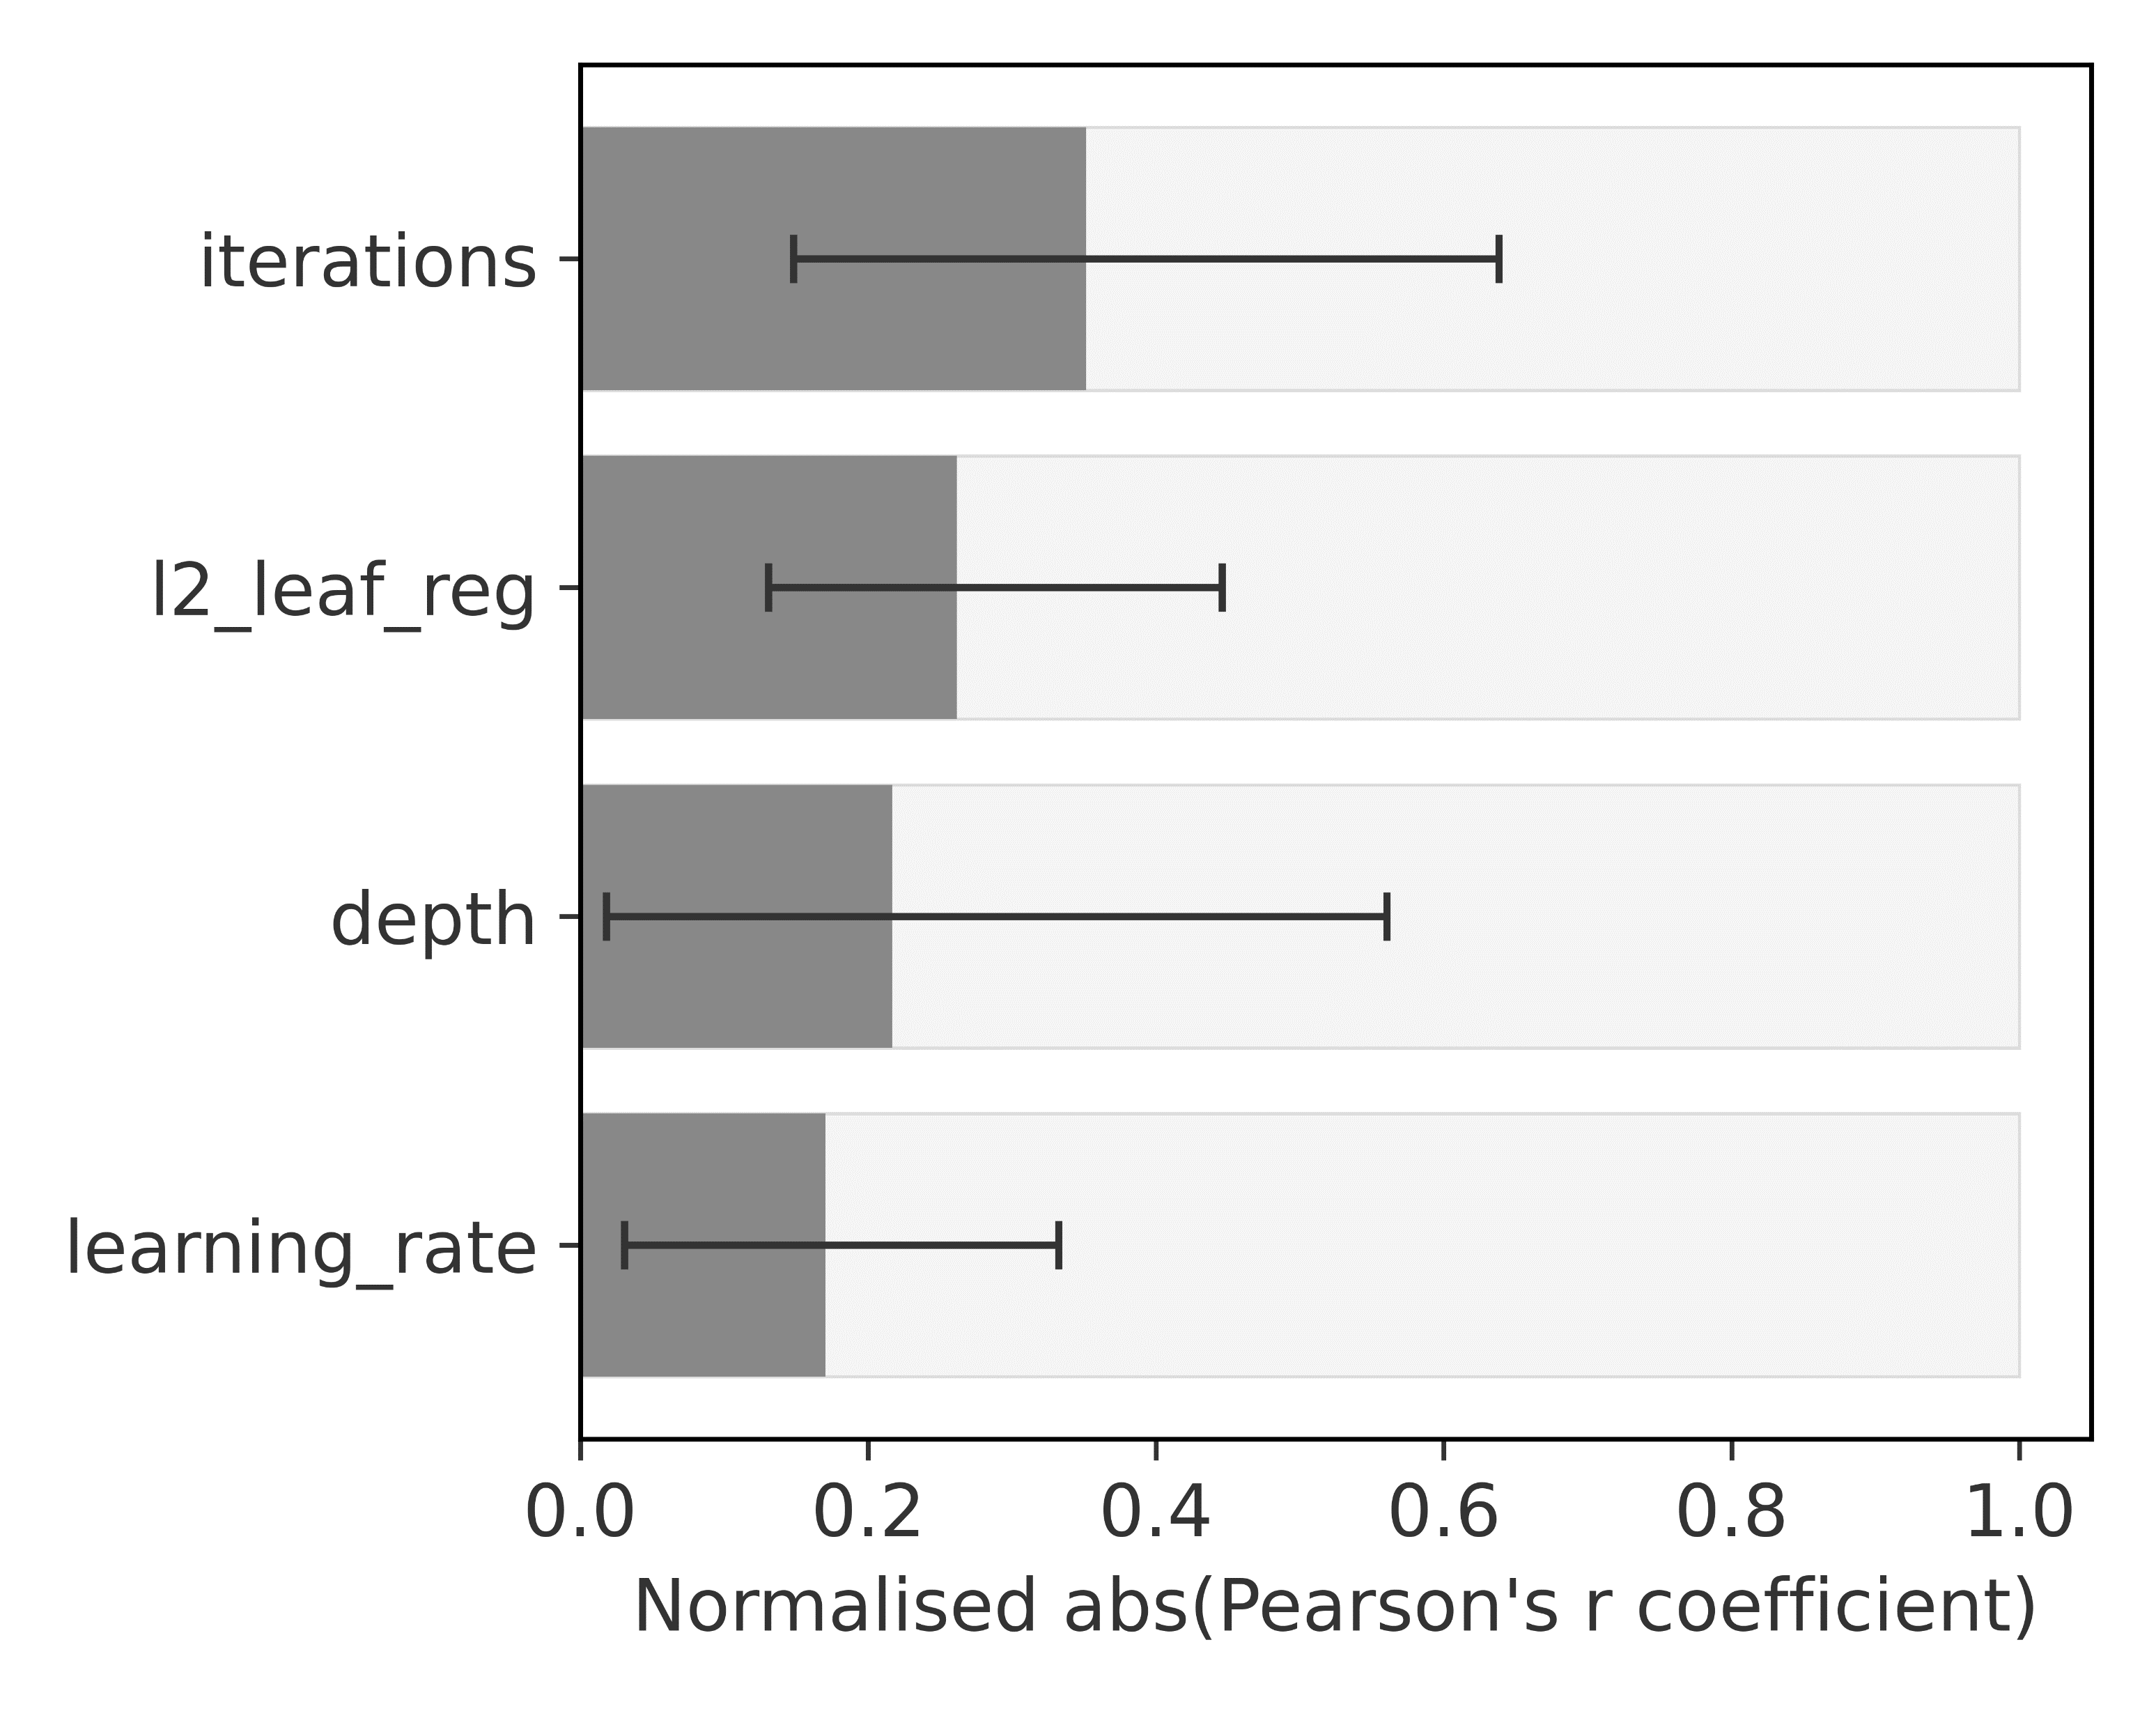 iterations
l2_leaf_reg
depth
learning_rate
0.0 0.2 0.4 0.6 0.8 1.0
Normalised abs(Pearson's r coefficient)